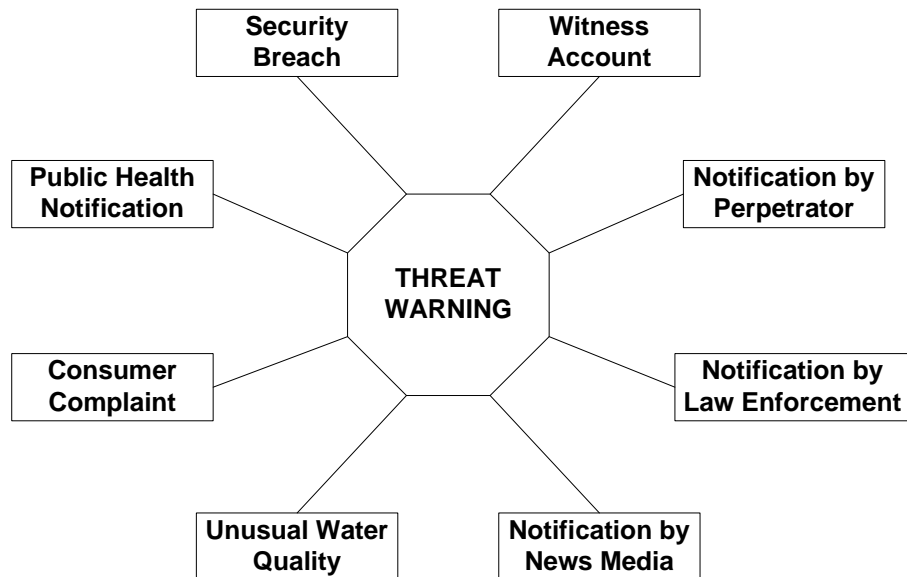 Security
Breach
Witness
Account
Public Health
Notification
Notification by
Perpetrator
THREAT
WARNING
Consumer
Complaint
Notification by
Law Enforcement
Unusual Water
Quality
Notification by
News Media